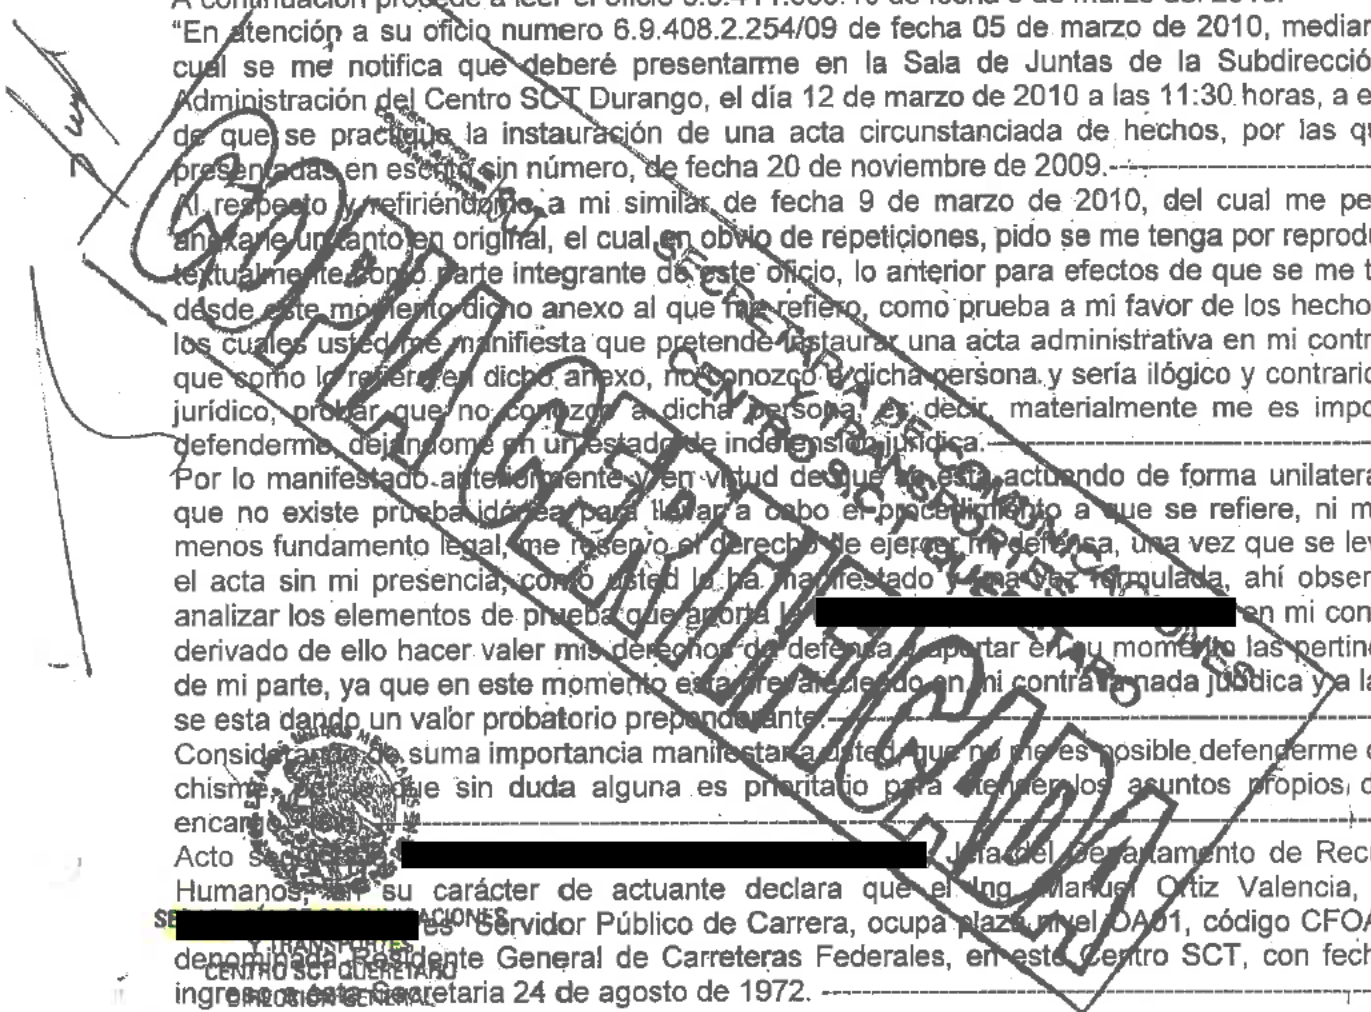 "En atención a su oficio numero 6.9.408.2.254/09 de fecha 05 de marzo de 2010, median
cual se me notifica que deberé presentarme en la Sala de Juntas de la Subdirecció
Administración del Centro SCT Durango, el día 12 de marzo de 2010 a las 11:30 horas, a e
de que se practique la instauración de una acta circunstanciada de hechos, por las qu
presentadas en escrito sin número, de fecha 20 de noviembre de 2009.-
Al respecto y refiriéndome a mi similar de fecha 9 de marzo de 2010, del cual me pe
anexarle un tanto en original, el cual en obvio de repeticiones, pido se me tenga por reprodu
textualmente como parte integrante de este oficio, lo anterior para efectos de que se me t
desde este momento dicho anexo al que me refiero, como prueba a mi favor de los hecho
los cuales usted me manifiesta que pretende instaurar una acta administrativa en mi contr
que como lo refiere en dicho anexo, no conozco a dicha persona y sería ilógico y contrario
jurídico, probar que no conozco a dicha persona, es decir, materialmente me es impo
defenderme, dejándome en un estado de indefensión jurídica.
Por lo manifestado anteriormente y en virtud de que se está actuando de forma unilatera
que no existe prueba idónea para llevar a cabo el procedimiento a que se refiere, ni m
menos fundamento legal, me reservo el derecho de ejercer mi defensa, una vez que se lev
el acta sin mi presencia, como usted lo ha manifestado y una vez formulada, ahí obser
analizar los elementos de prueba que aporta en mi con
derivado de ello hacer valer mis derechos de defensa y aportar en su momento las pertine
de mi parte, ya que en este momento está prevaleciendo en mi contra la nada jurídica y a la
se esta dando un valor probatorio preponderante.
Considerando de suma importancia manifestar a usted, que no me es posible defenderme d
chisme, por lo que sin duda alguna es prioritario para atender los asuntos propios d
encargo
Acto Jefa del Departamento de Recu
Humanos, en su carácter de actuante declara que el Ing. Manuel Ortiz Valencia,
es Servidor Público de Carrera, ocupa plaza nivel OA01, código CFOA
denominada Residente General de Carreteras Federales, en este Centro SCT, con fech
ingreso a esta Secretaria 24 de agosto de 1972.
COPIA CERTIFICADA
SECRETARIA DE COMUNICACIONES
Y TRANSPORTES
CENTRO SCT QUERETARO
Y TRANSPORTES
CENTRO SCT QUERETARO
DIRECCION GENERAL